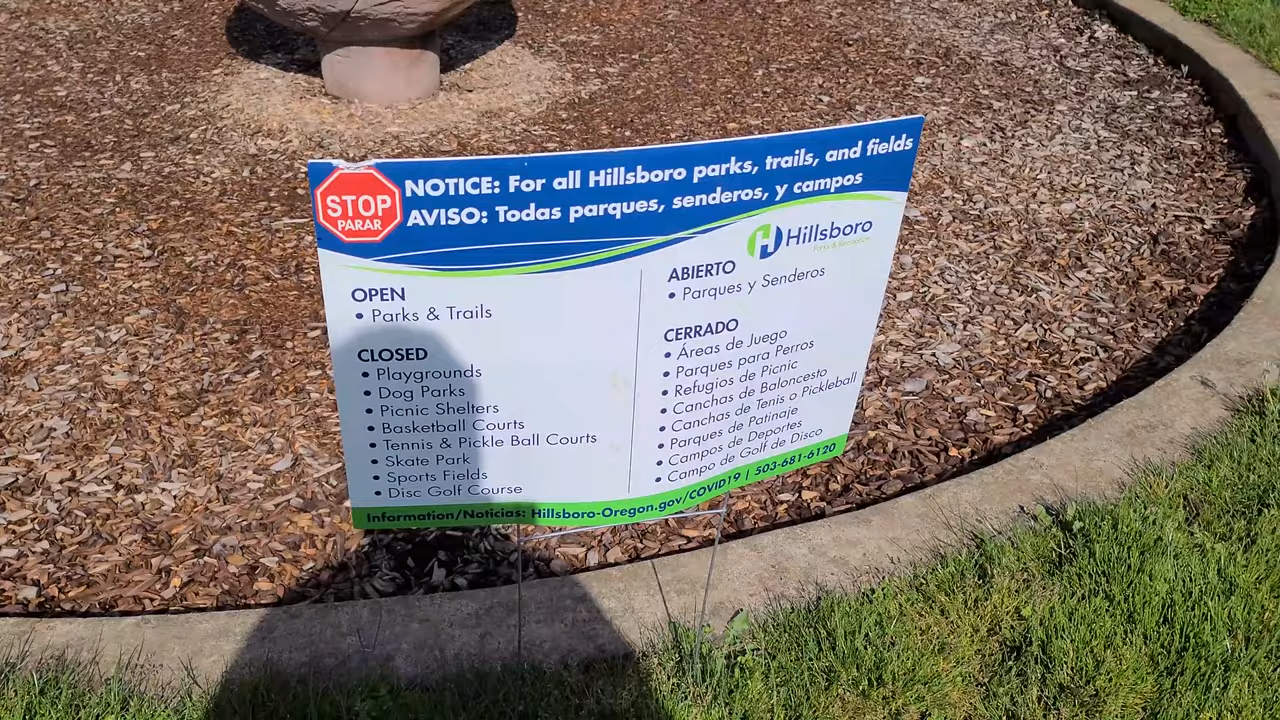 STOP
PARAR
NOTICE: For all Hillsboro parks, trails, and fields
AVISO: Todas parques, senderos, y campos
Hillsboro
Parks & Recreation
OPEN
• Parks & Trails
CLOSED
• Playgrounds
• Dog Parks
• Picnic Shelters
• Basketball Courts
• Tennis & Pickle Ball Courts
• Skate Park
• Sports Fields
• Disc Golf Course
ABIERTO
• Parques y Senderos
CERRADO
• Áreas de Juego
• Parques para Perros
• Refugios de Picnic
• Canchas de Baloncesto
• Canchas de Tenis o Pickleball
• Parques de Patinaje
• Campos de Deportes
• Campo de Golf de Disco
Information/Noticias: Hillsboro-Oregon.gov/COVID19 | 503-681-6120